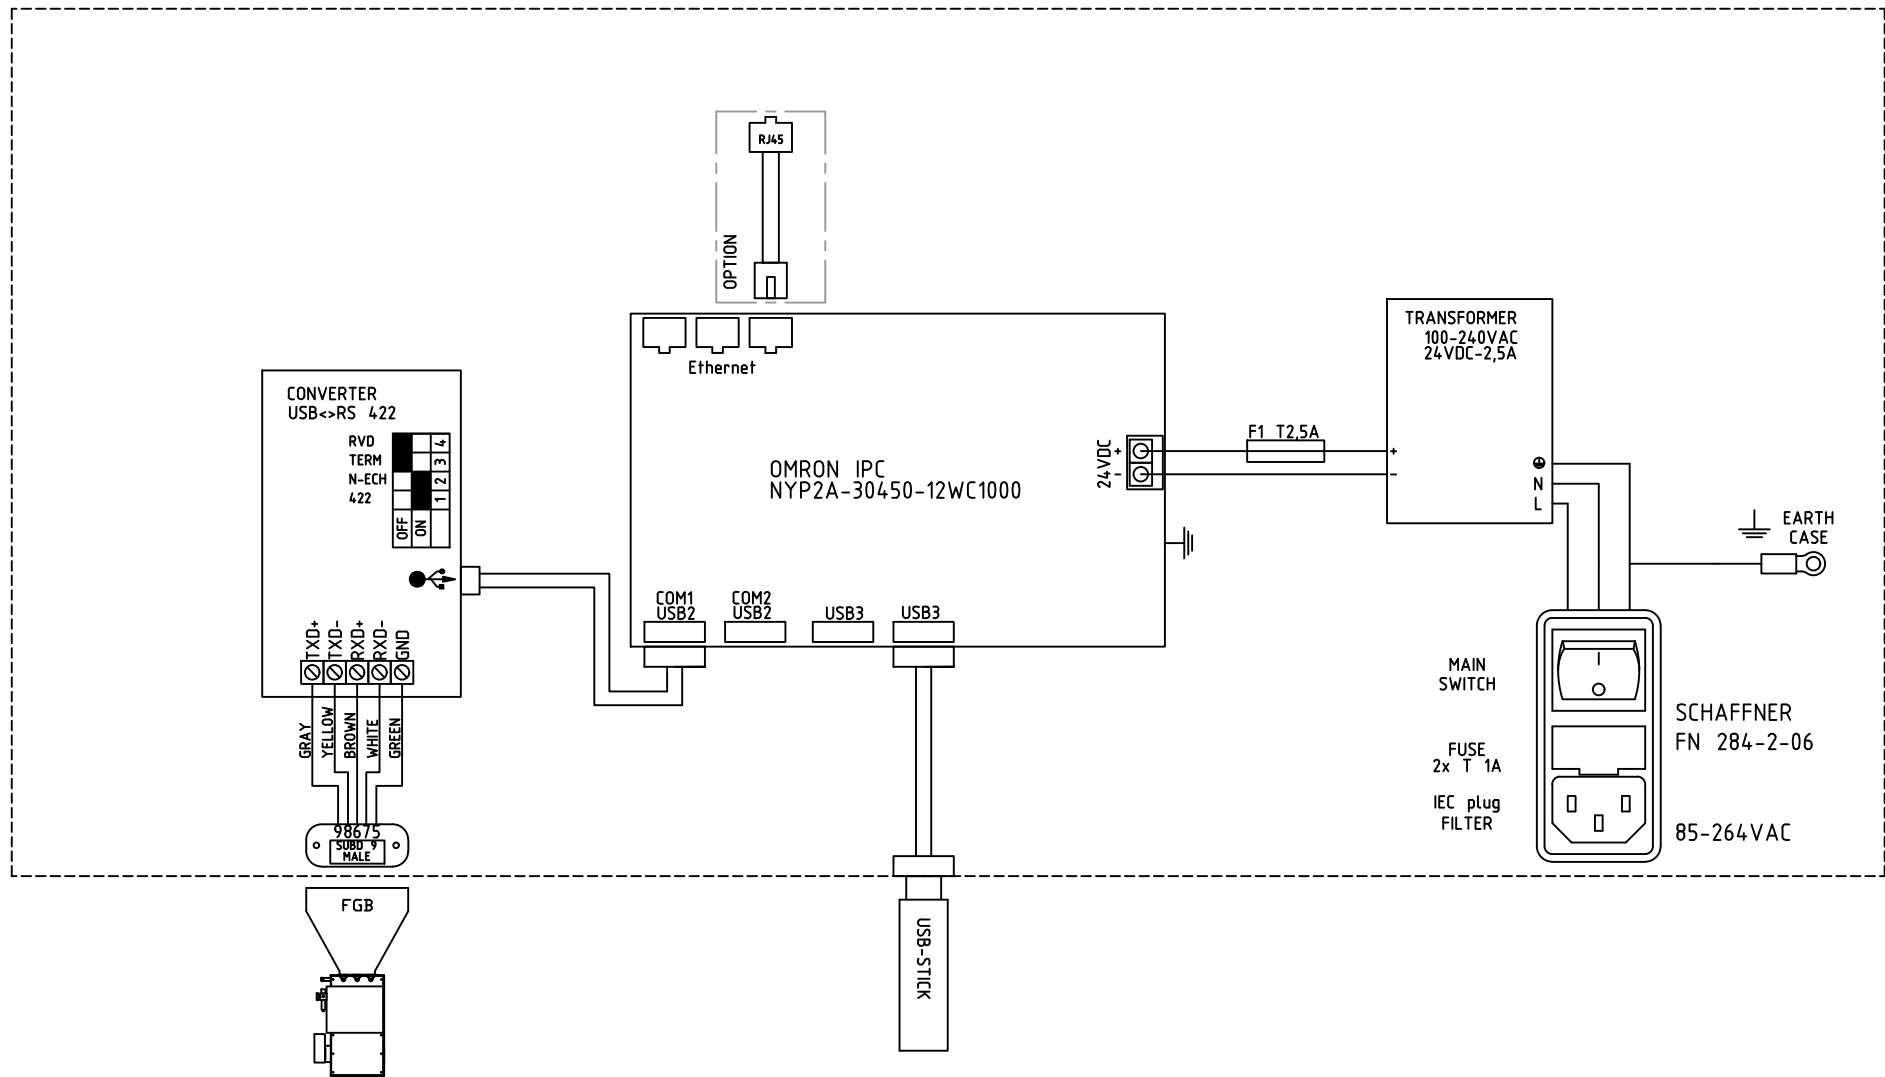 RJ45
OPTION
Ethernet
OMRON IPC
NYP2A-30450-12WC1000
24VDC
+
-
COM1
USB2
COM2
USB2
USB3
USB3
F1 T2,5A
TRANSFORMER
100-240VAC
24VDC-2,5A
+
-
N
L
EARTH
CASE
CONVERTER
USB<>RS 422
RVD
TERM
N-ECH
422
4
3
2
1
OFF
ON
TXD+
TXD-
RXD+
RXD-
GND
GRAY
YELLOW
BROWN
WHITE
GREEN
98675
SUBD 9
MALE
FGB
USB-STICK
MAIN
SWITCH
FUSE
2x T 1A
IEC plug
FILTER
SCHAFFNER
FN 284-2-06
85-264VAC